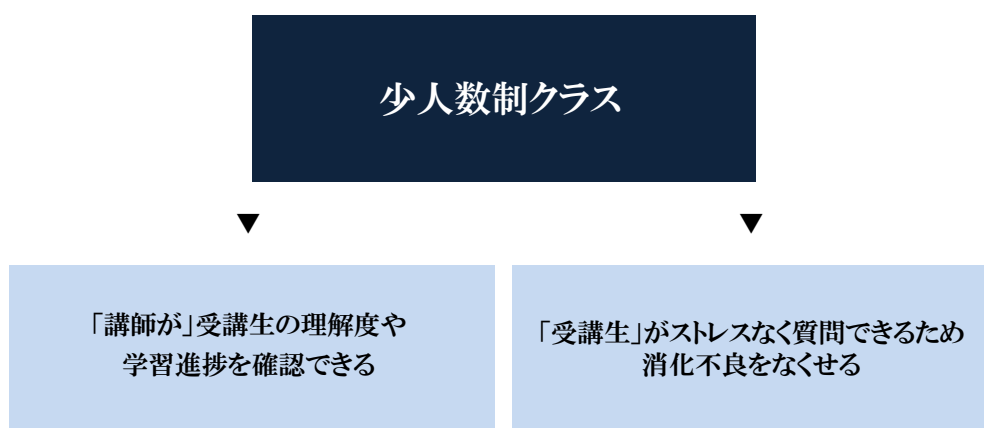 少人数制クラス
▼
▼
「講師が」受講生の理解度や
学習進捗を確認できる
「受講生」がストレスなく質問できるため
消化不良をなくせる